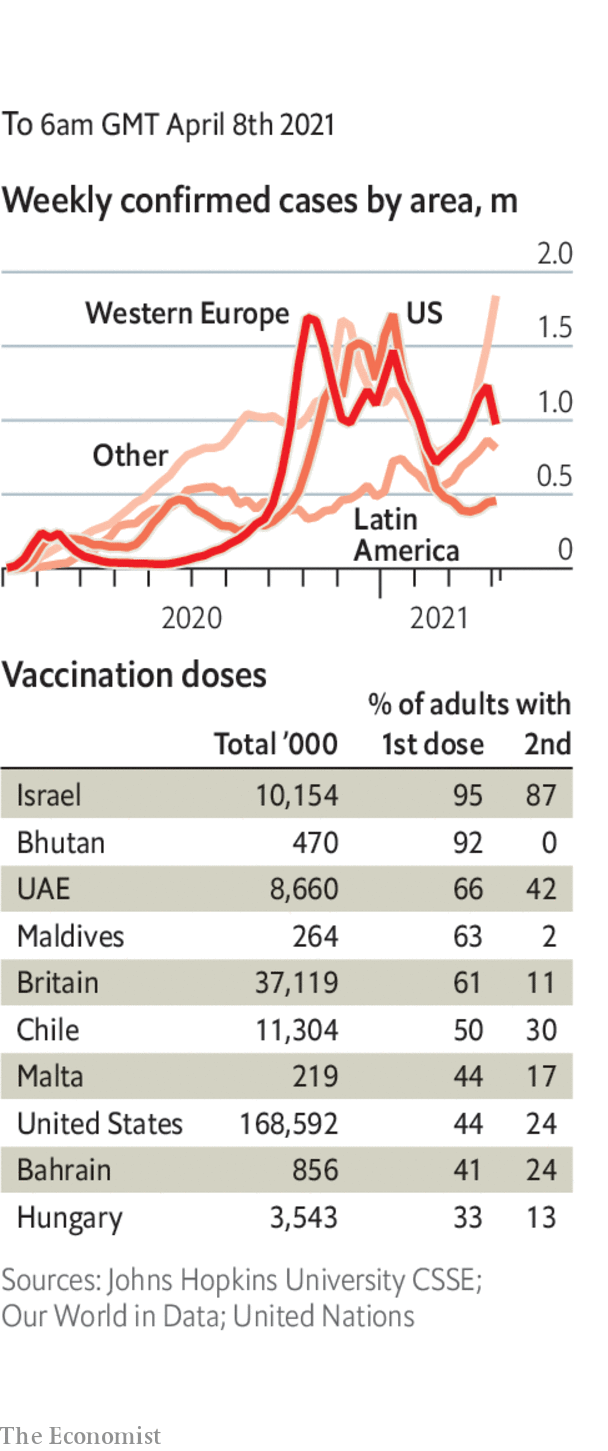 To 6am GMT April 8th 2021
Weekly confirmed cases by area, m
2.0
Western Europe
US
1.5
Other
1.0
0.5
Latin
America
0
2020
2021
Vaccination doses
% of adults with
Total ’000 1st dose 2nd
Israel 10,154 95 87
Bhutan 470 92 0
UAE 8,660 66 42
Maldives 264 63 2
Britain 37,119 61 11
Chile 11,304 50 30
Malta 219 44 17
United States 168,592 44 24
Bahrain 856 41 24
Hungary 3,543 33 13
Sources: Johns Hopkins University CSSE;
Our World in Data; United Nations
The Economist